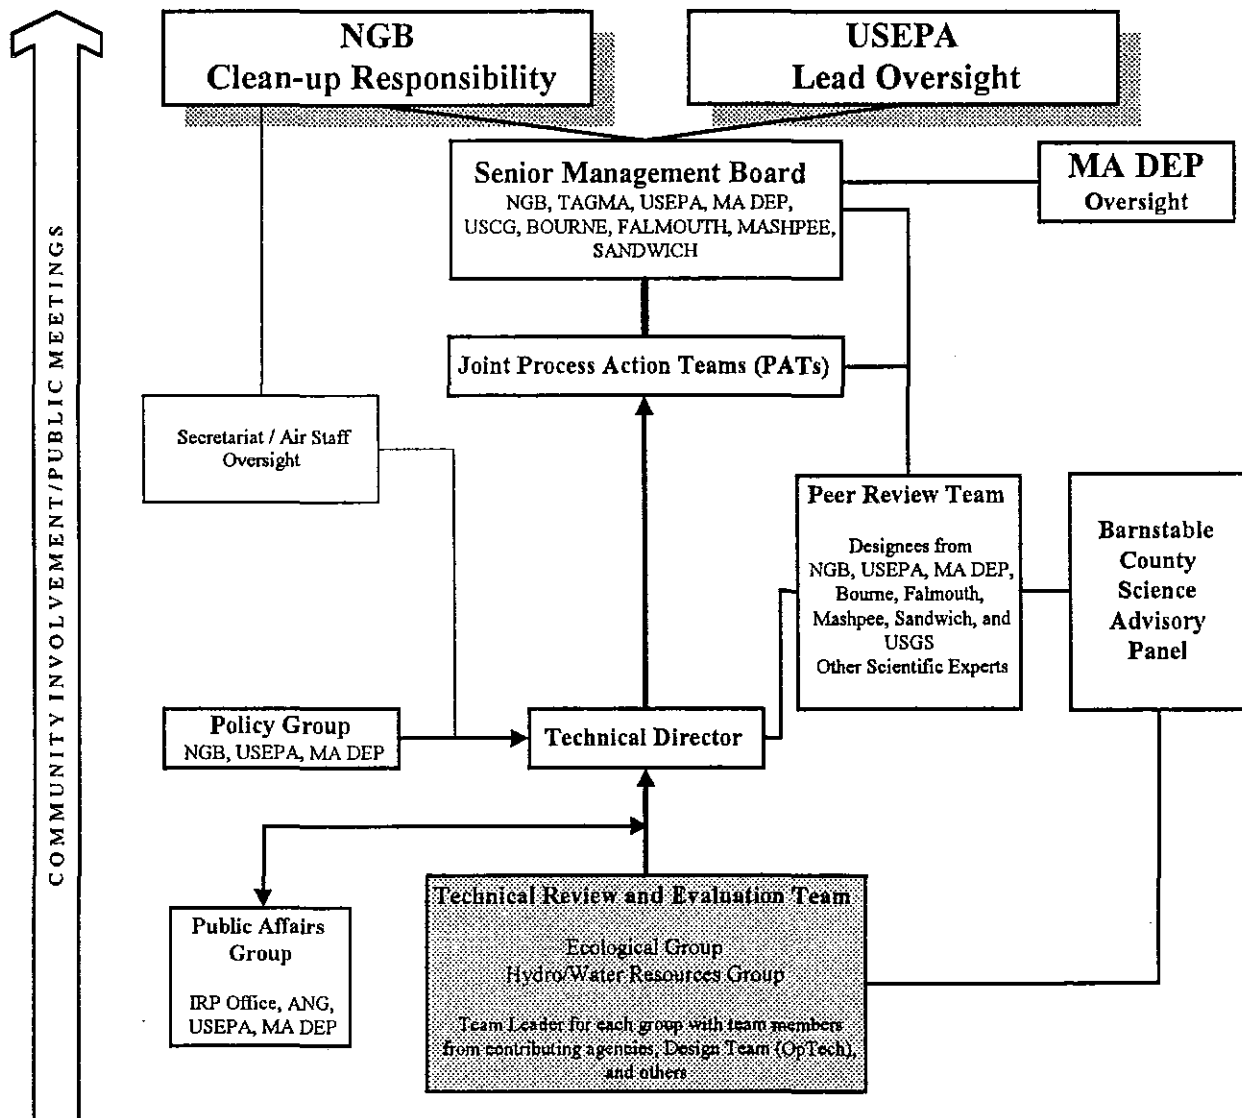 NGB
Clean-up Responsibility
USEPA
Lead Oversight
Senior Management Board
NGB, TAGMA, USEPA, MA DEP,
USCG, BOURNE, FALMOUTH, MASHPEE,
SANDWICH
MA DEP
Oversight
COMMUNITY INVOLVEMENT/PUBLIC MEETINGS
Joint Process Action Teams (PATs)
Secretariat / Air Staff
Oversight
Peer Review Team
Designees from
NGB, USEPA, MA DEP,
Bourne, Falmouth,
Mashpee, Sandwich, and
USGS
Other Scientific Experts
Barnstable
County
Science
Advisory
Panel
Policy Group
NGB, USEPA, MA DEP
Technical Director
Public Affairs
Group
IRP Office, ANG,
USEPA, MA DEP
Technical Review and Evaluation Team
Ecological Group
Hydro/Water Resources Group
Team Leader for each group with team members
from contributing agencies, Design Team (OpTech),
and others